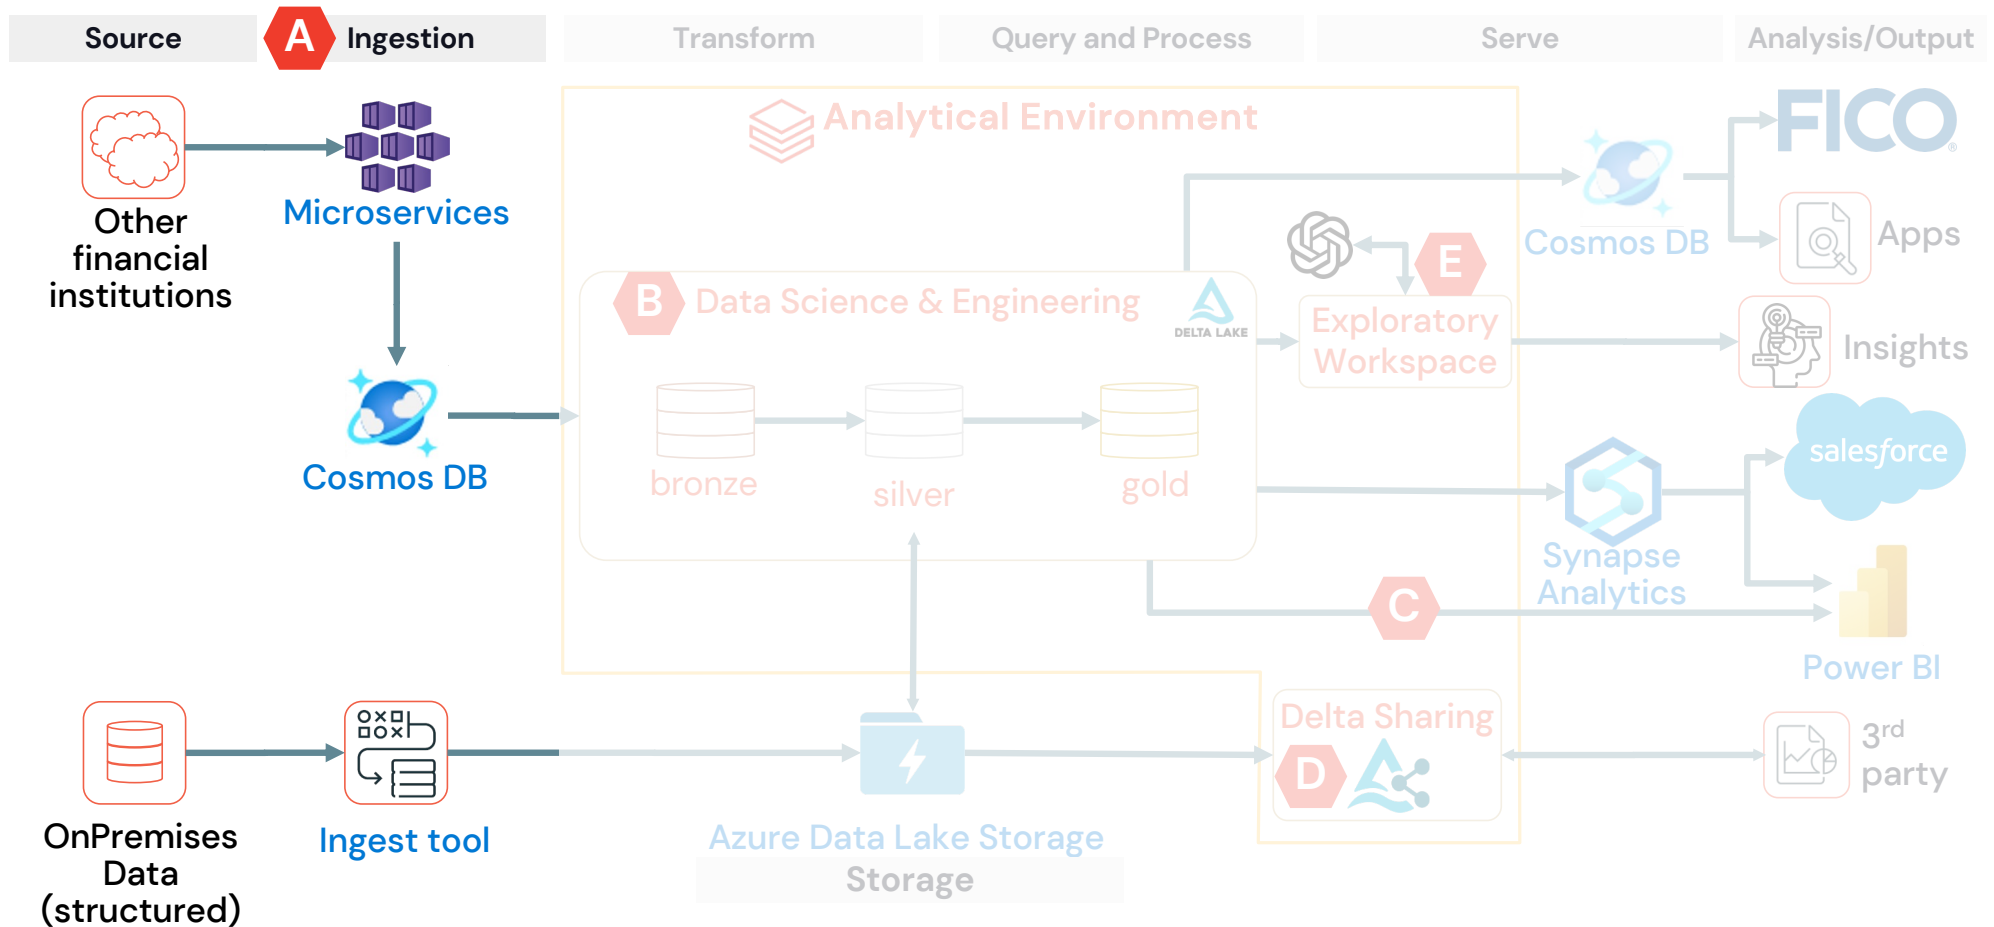 Source
A
Ingestion
Transform
Query and Process
Serve
Analysis/Output
Other
financial
institutions
Microservices
Cosmos DB
Analytical Environment
B
Data Science & Engineering
DELTA LAKE
bronze
silver
gold
E
Exploratory
Workspace
Cosmos DB
FICO®
Apps
Insights
salesforce
Synapse
Analytics
C
Power BI
OnPremises
Data
(structured)
Ingest tool
Azure Data Lake Storage
Storage
Delta Sharing
D
3rd
party